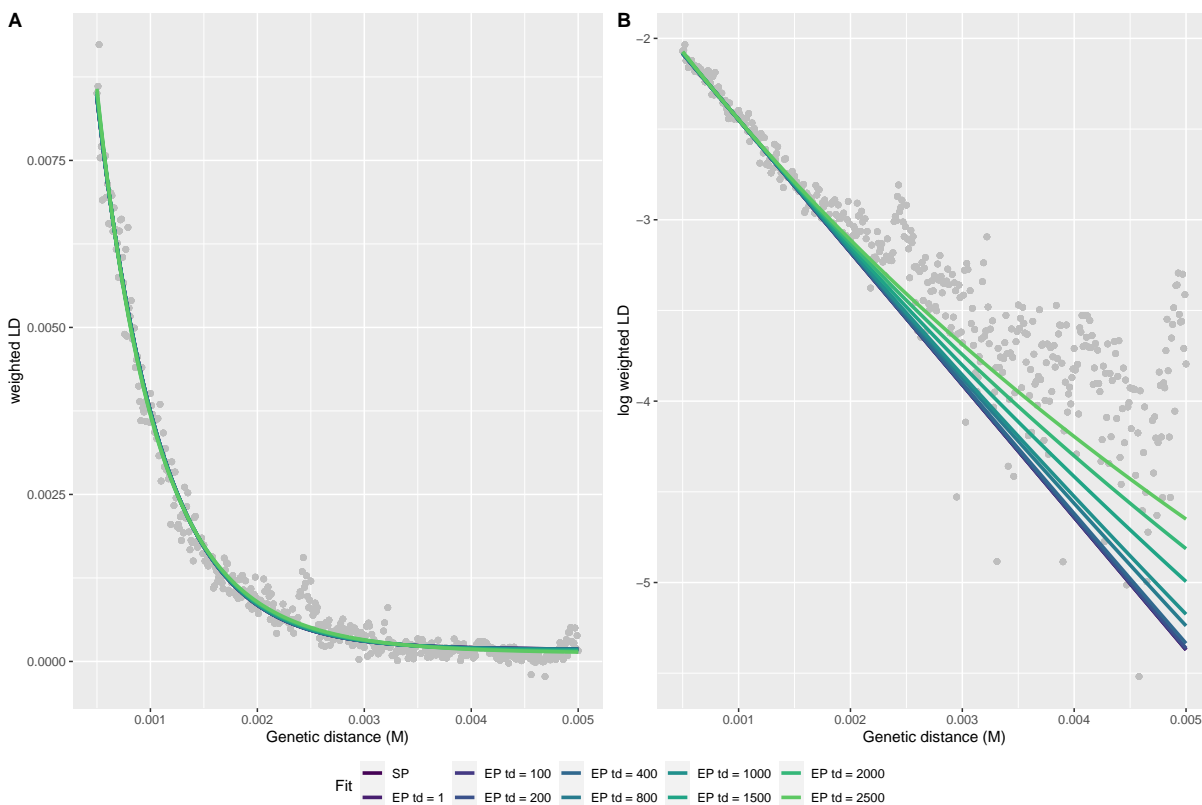 A
0.0075
0.0050
0.0025
0.0000
weighted LD
0.001 0.002 0.003 0.004 0.005
Genetic distance (M)
B
−2
−3
−4
−5
log weighted LD
0.001 0.002 0.003 0.004 0.005
Genetic distance (M)
Fit
SP EP td = 100 EP td = 400 EP td = 1000 EP td = 2000
EP td = 1 EP td = 200 EP td = 800 EP td = 1500 EP td = 2500